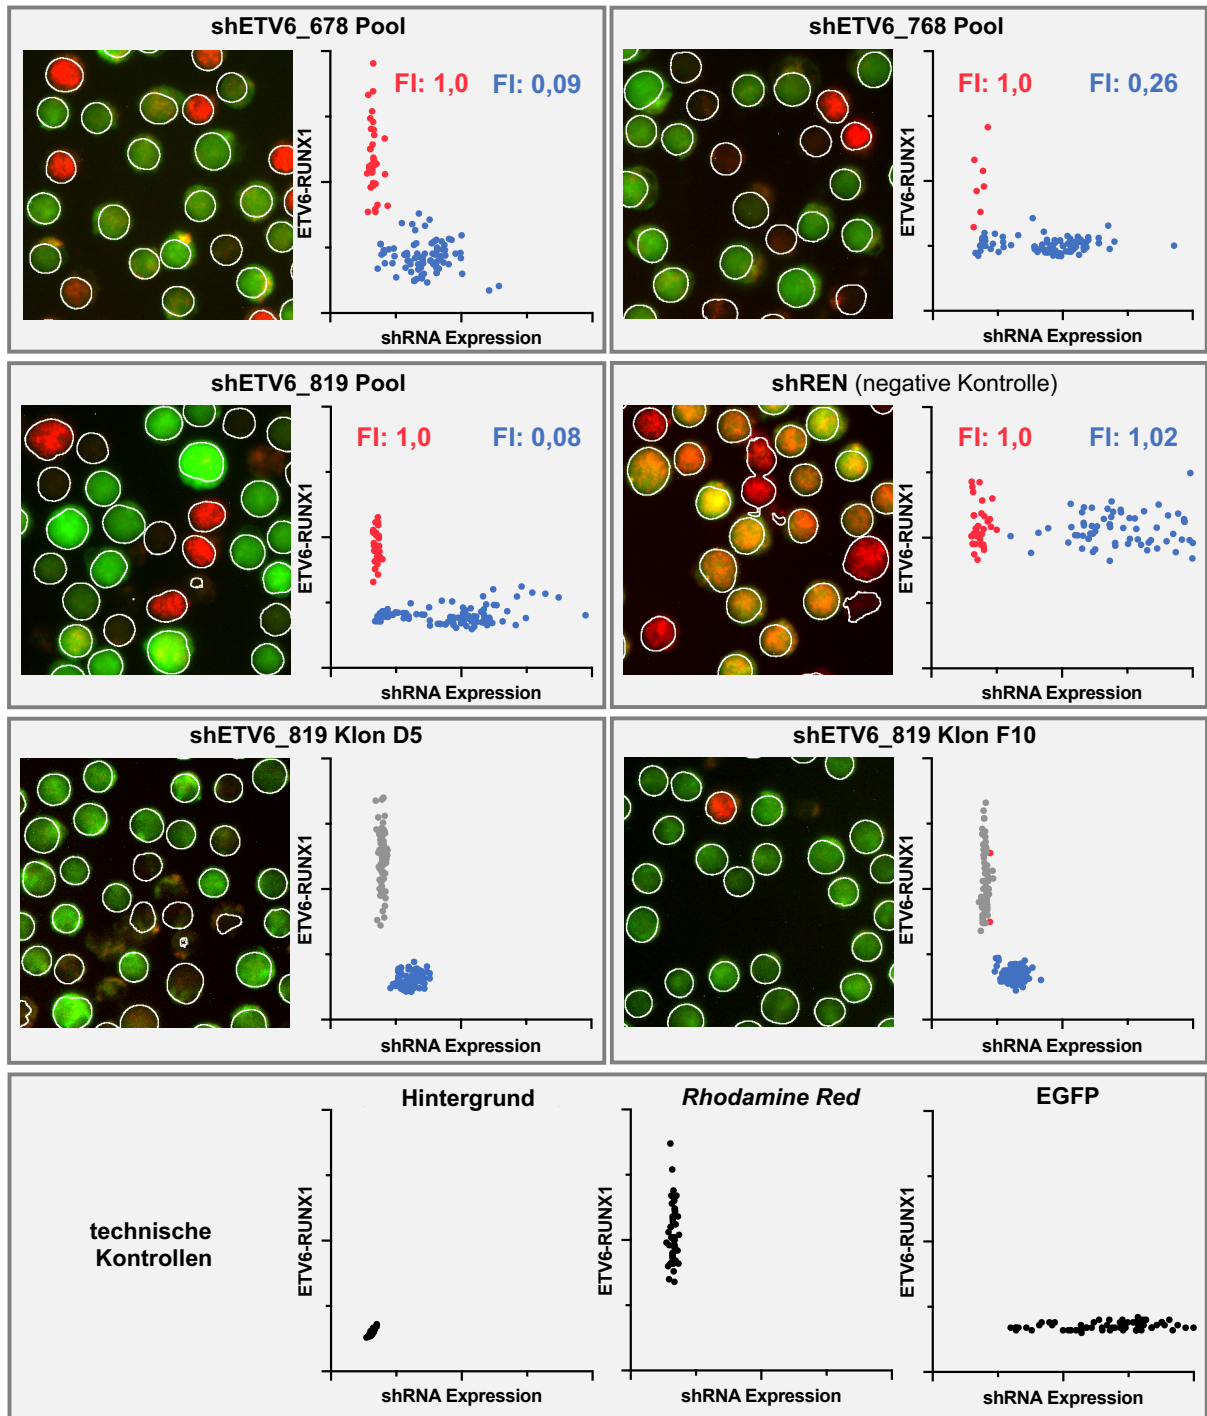 shETV6_678 Pool
FI: 1,0 FI: 0,09
ETV6-RUNX1
shRNA Expression
shETV6_768 Pool
FI: 1,0 FI: 0,26
ETV6-RUNX1
shRNA Expression
shETV6_819 Pool
FI: 1,0 FI: 0,08
ETV6-RUNX1
shRNA Expression
shREN (negative Kontrolle)
FI: 1,0 FI: 1,02
ETV6-RUNX1
shRNA Expression
shETV6_819 Klon D5
ETV6-RUNX1
shRNA Expression
shETV6_819 Klon F10
ETV6-RUNX1
shRNA Expression
technische
Kontrollen
Hintergrund
ETV6-RUNX1
shRNA Expression
Rhodamine Red
ETV6-RUNX1
shRNA Expression
EGFP
ETV6-RUNX1
shRNA Expression